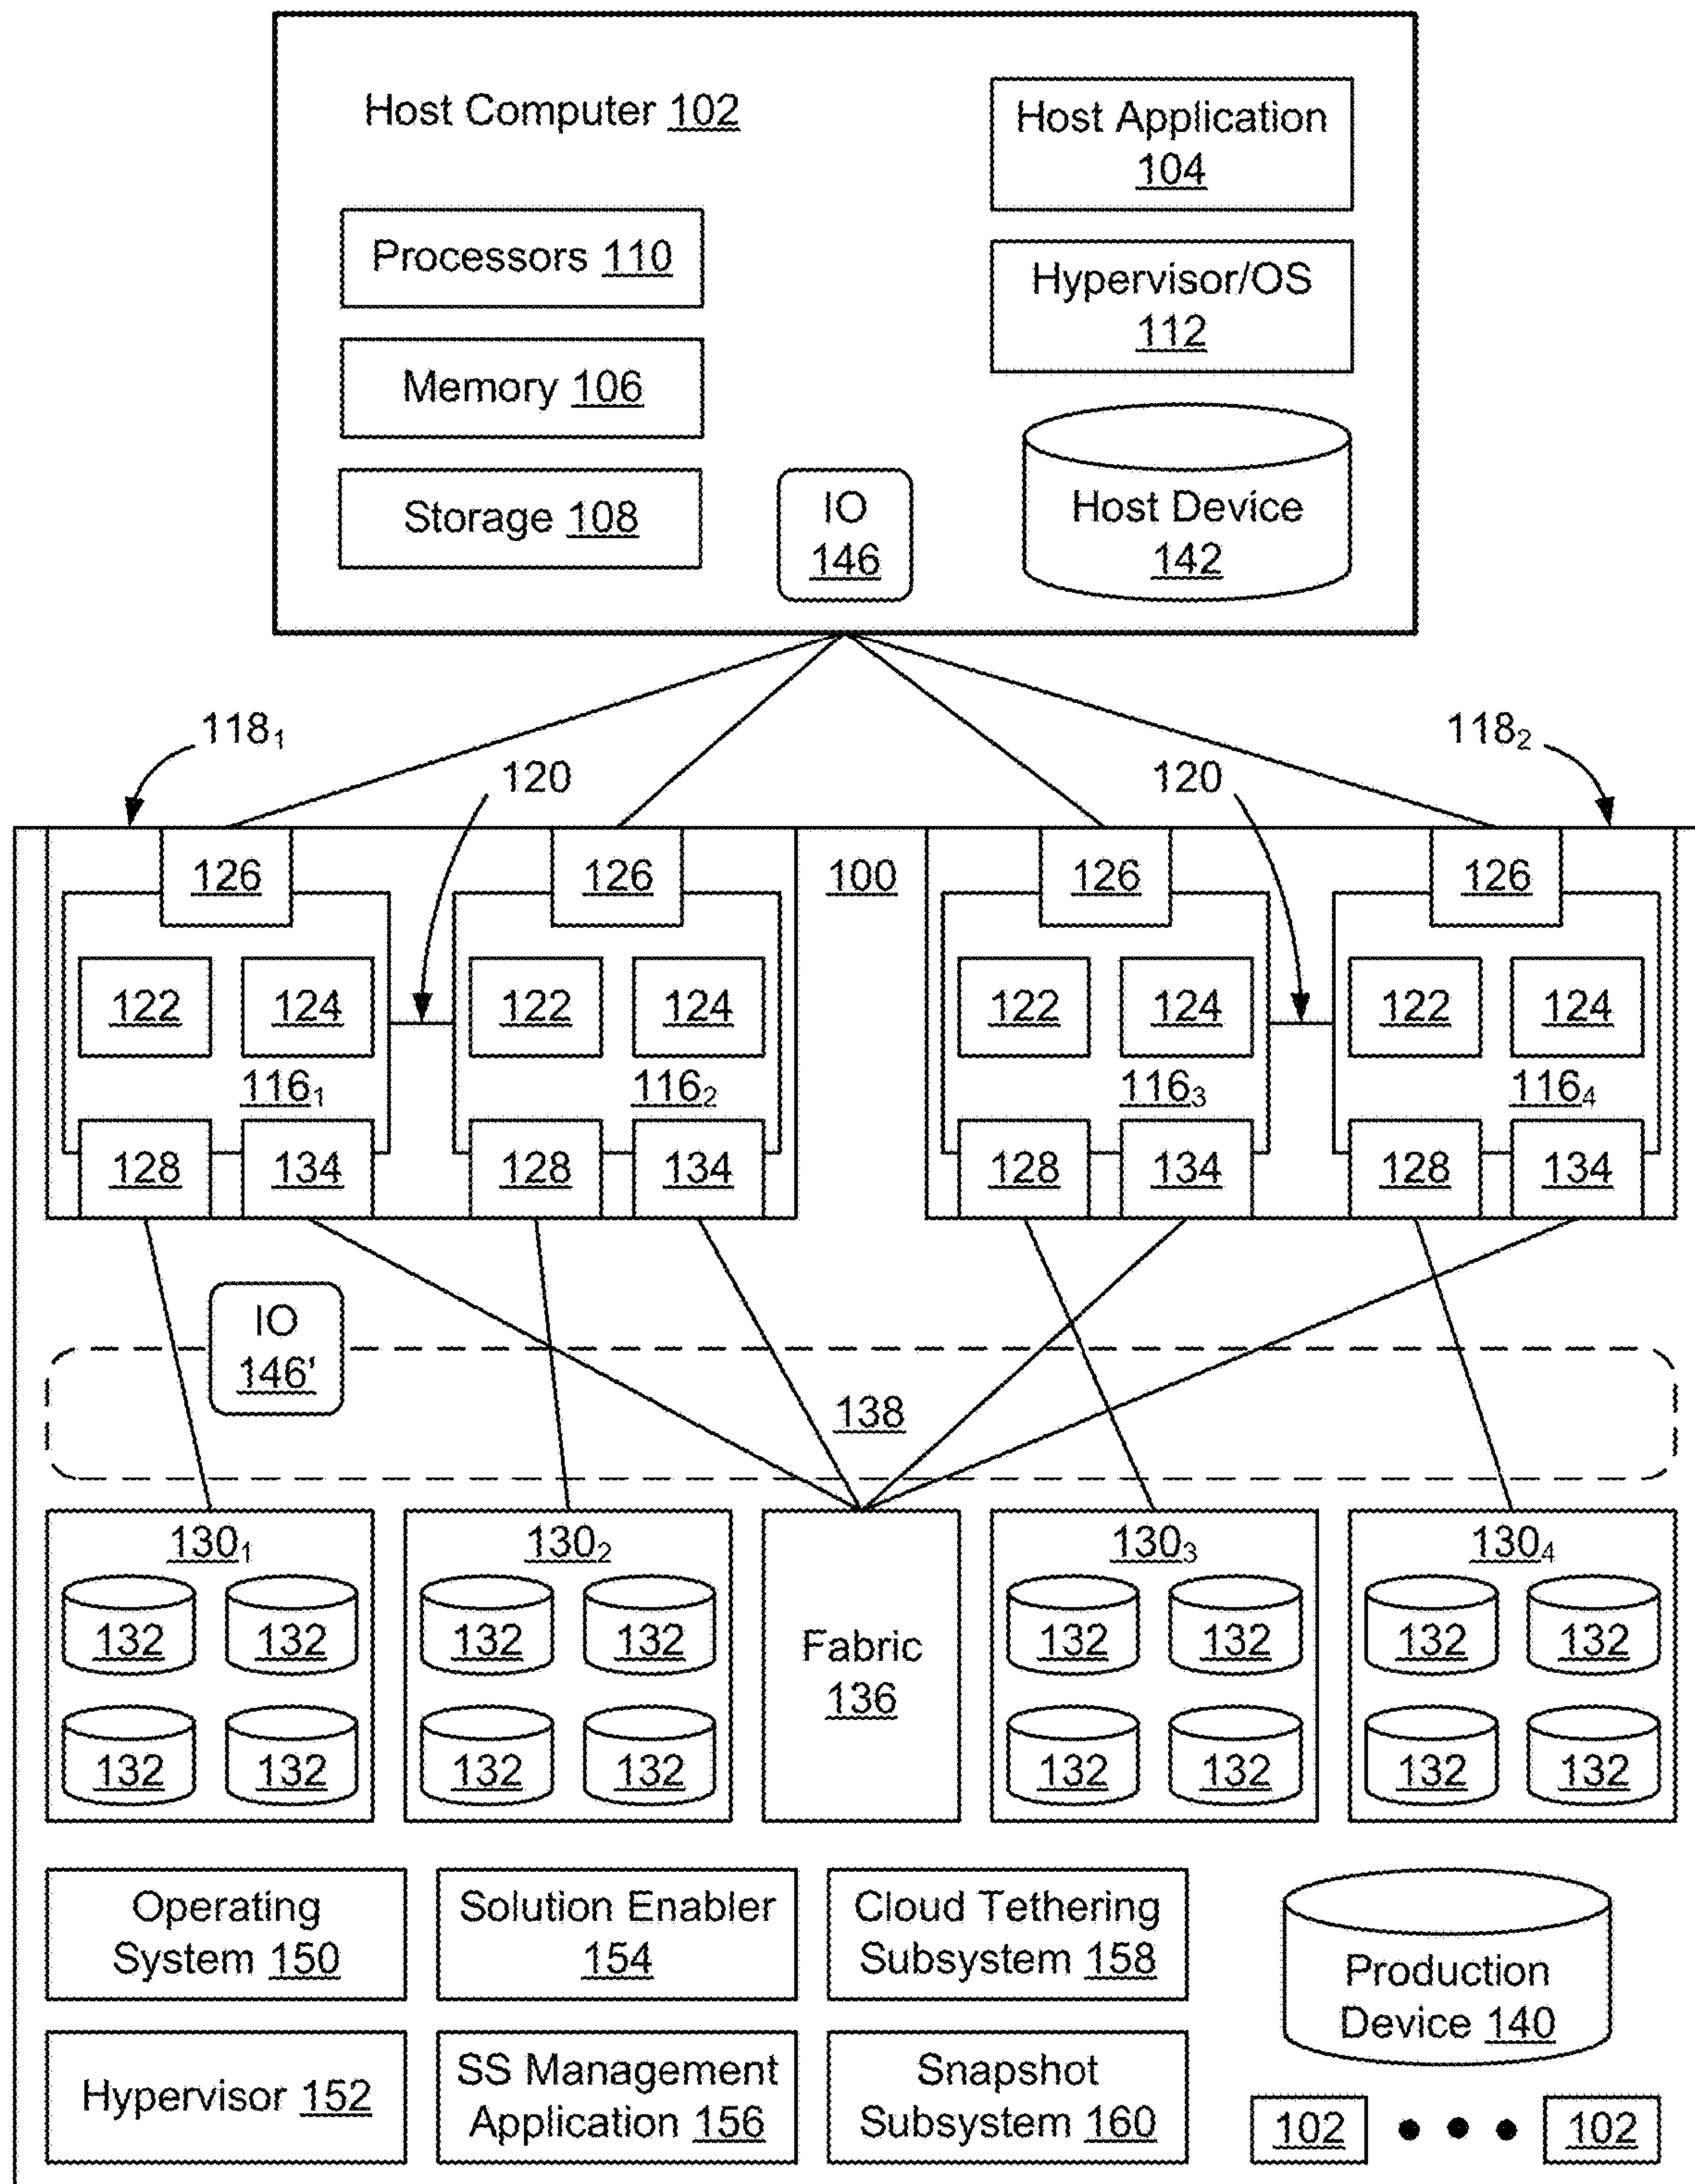 Host Computer 102
Host Application
104
Processors 110
Hypervisor/OS
112
Memory 106
Storage 108
IO
146
Host Device
142
118₁
118₂
120
120
126
126
100
126
126
122
124
122
124
122
124
122
124
116₁
116₂
116₃
116₄
128
134
128
134
128
134
128
134
IO
146’
138
130₁
130₂
130₃
130₄
132
132
132
132
132
132
132
132
Fabric
136
132
132
132
132
132
132
132
132
Operating
System 150
Solution Enabler
154
Cloud Tethering
Subsystem 158
Production
Device 140
Hypervisor 152
SS Management
Application 156
Snapshot
Subsystem 160
102
102